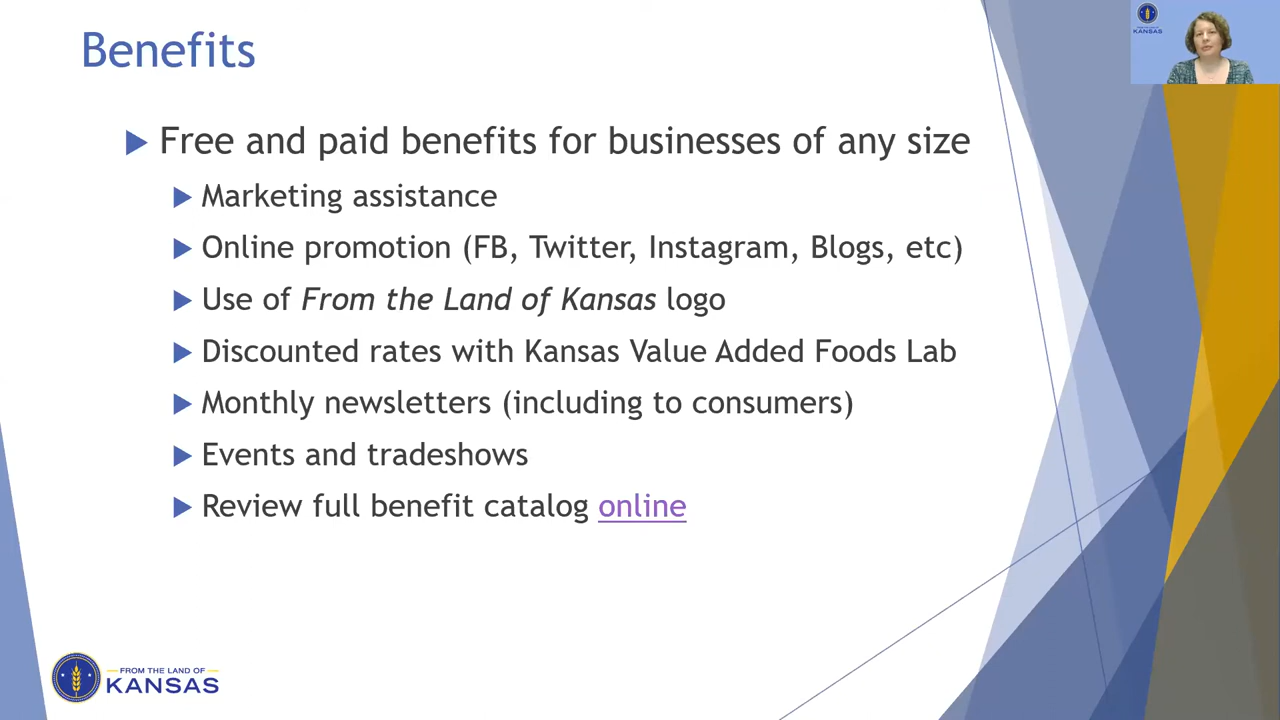 Benefits
Free and paid benefits for businesses of any size
Marketing assistance
Online promotion (FB, Twitter, Instagram, Blogs, etc)
Use of From the Land of Kansas logo
Discounted rates with Kansas Value Added Foods Lab
Monthly newsletters (including to consumers)
Events and tradeshows
Review full benefit catalog online
FROM THE LAND OF
KANSAS
KANSAS